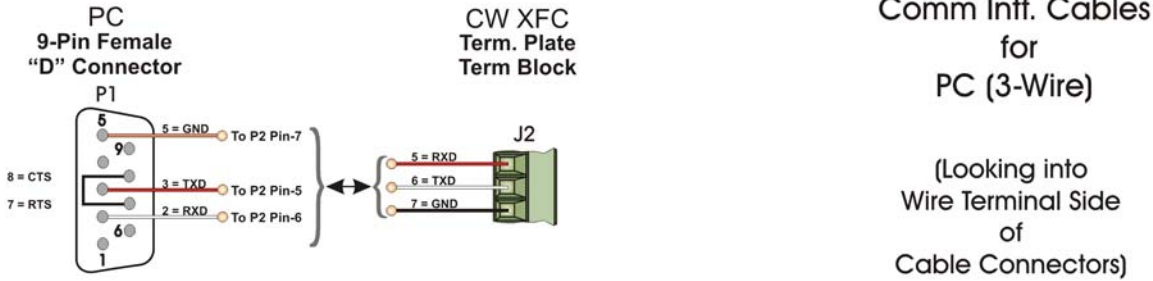 PC
9-Pin Female
“D” Connector
P1
5
9
6
1
8 = CTS
7 = RTS
5 = GND
To P2 Pin-7
3 = TXD
To P2 Pin-5
2 = RXD
To P2 Pin-6
CW XFC
Term. Plate
Term Block
J2
5 = RXD
6 = TXD
7 = GND
Comm Intf. Cables
for
PC (3-Wire)
(Looking into
Wire Terminal Side
of
Cable Connectors)